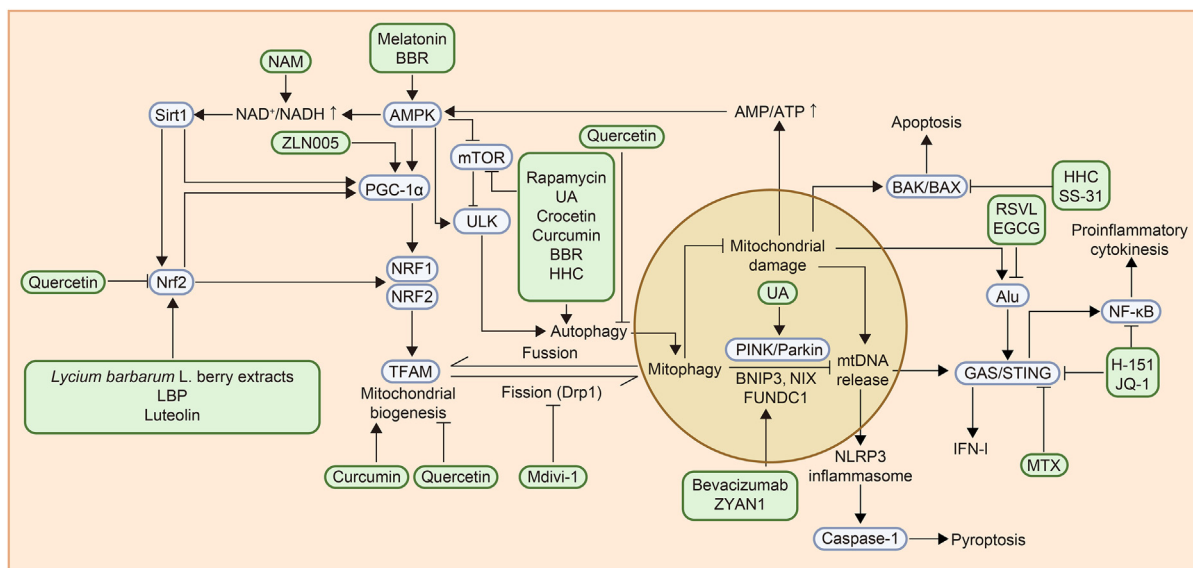 Melatonin
BBR
NAM
Sirt1
NAD⁺/NADH ↑
AMPK
AMP/ATP ↑
ZLN005
mTOR
Quercetin
Apoptosis
PGC-1α
ULK
Rapamycin
UA
Crocetin
Curcumin
BBR
HHC
BAK/BAX
HHC
SS-31
RSVL
EGCG
Proinflammatory
cytokinesis
Mitochondrial
damage
Quercetin
Nrf2
NRF1
NRF2
UA
Alu
NF-κB
Autophagy
Fussion
PINK/Parkin
Mitophagy
BNIP3, NIX
FUNDC1
mtDNA
release
GAS/STING
H-151
JQ-1
Lycium barbarum L. berry extracts
LBP
Luteolin
TFAM
Mitochondrial
biogenesis
Fission (Drp1)
IFN-I
MTX
Curcumin
Quercetin
Mdivi-1
Bevacizumab
ZYAN1
NLRP3
inflammasome
Caspase-1
Pyroptosis